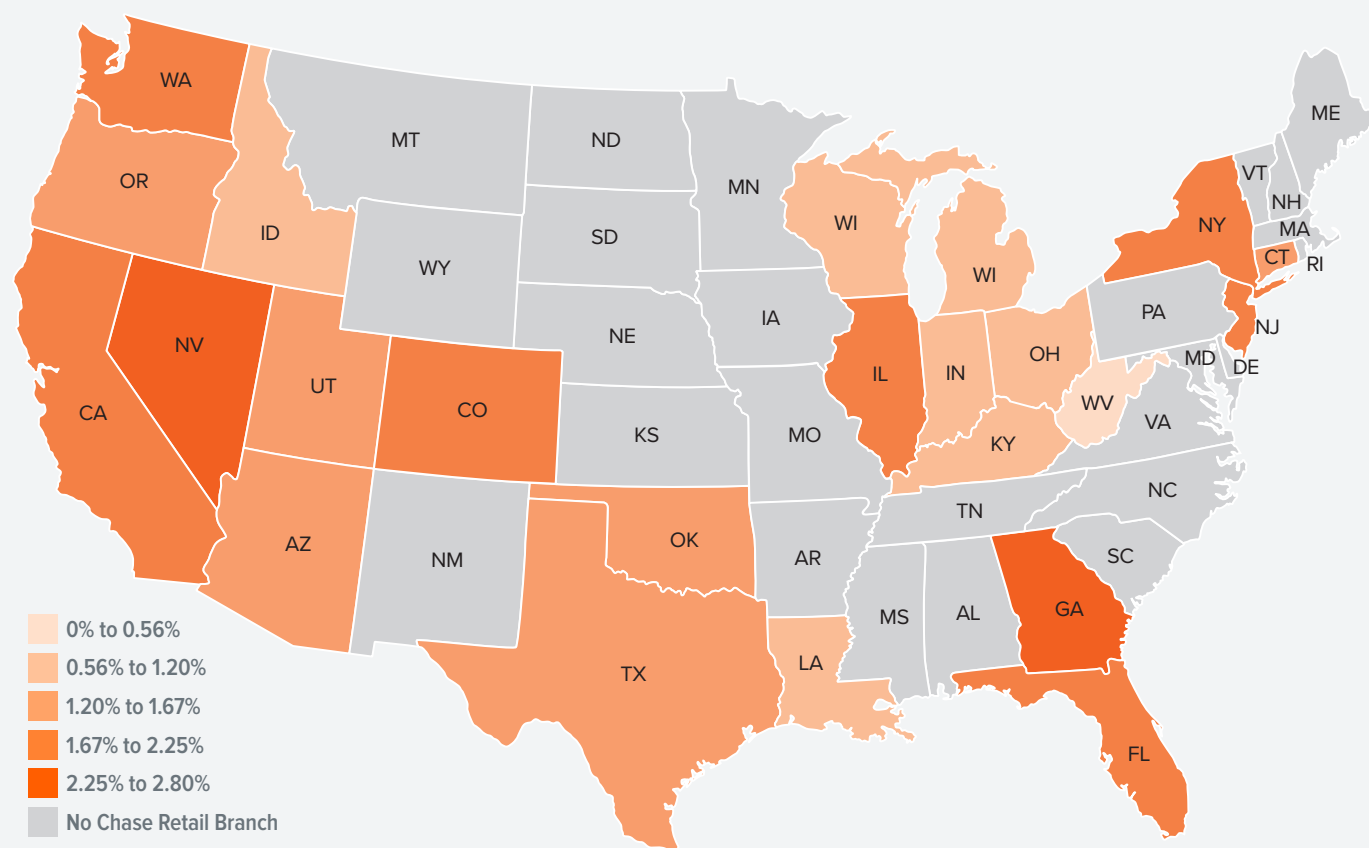 WA
MT
ND
MN
ME
OR
ID
WY
SD
WI
WI
NY
VT
NH
MA
CT
RI
NV
UT
CO
NE
IA
IL
IN
OH
PA
NJ
MD
DE
CA
KS
MO
KY
WV
VA
AZ
NM
OK
AR
TN
NC
SC
TX
LA
MS
AL
GA
FL
0% to 0.56%
0.56% to 1.20%
1.20% to 1.67%
1.67% to 2.25%
2.25% to 2.80%
No Chase Retail Branch